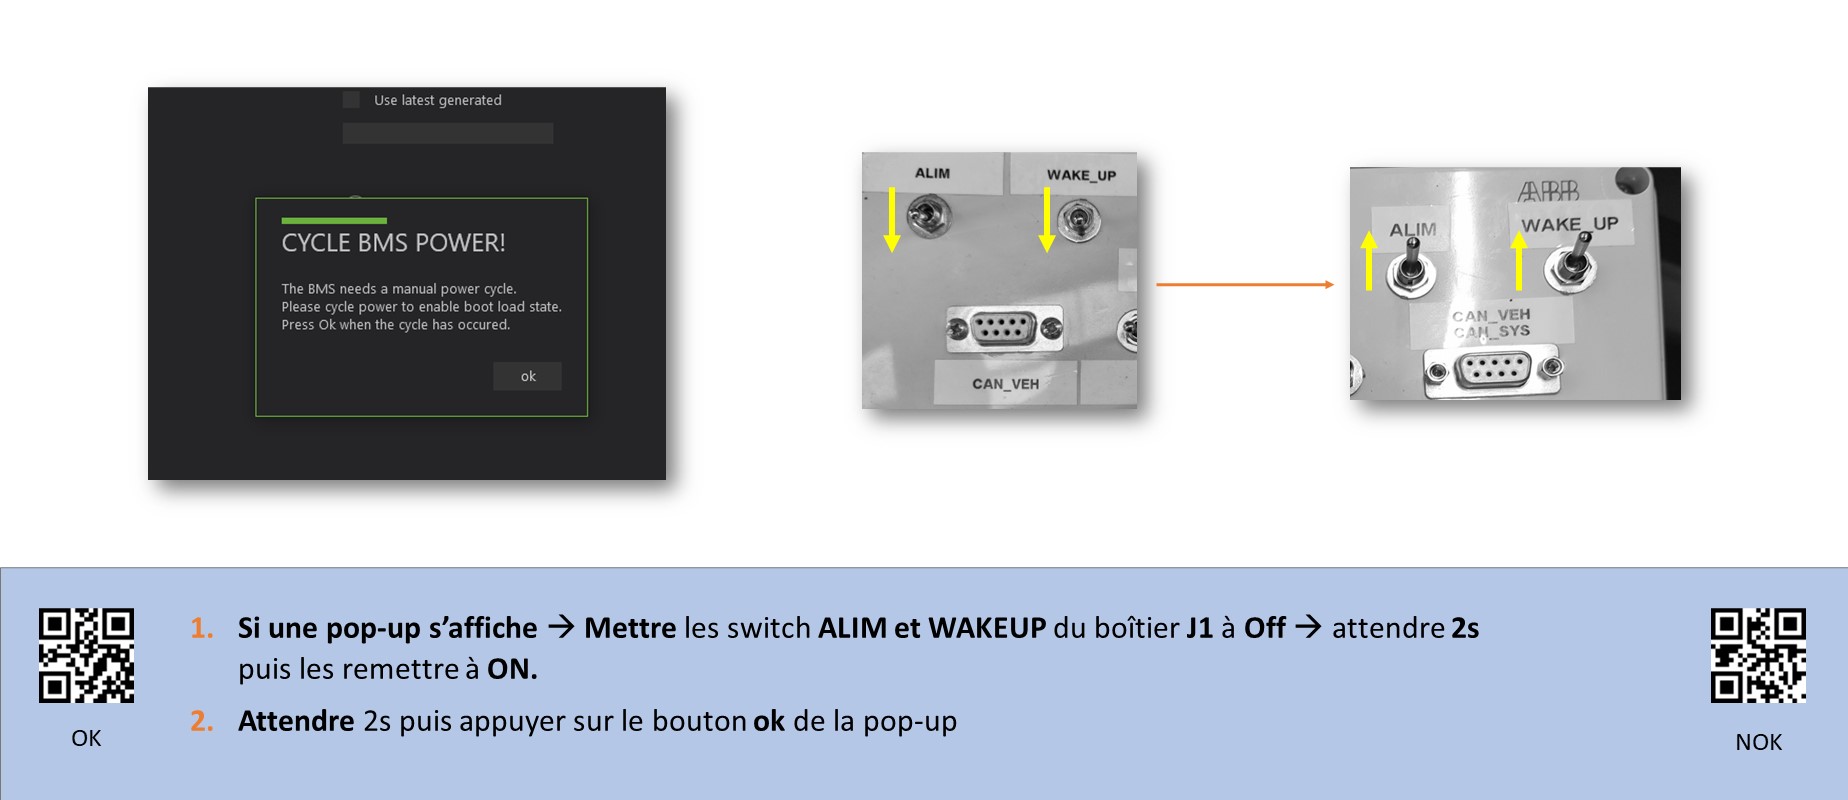 Use latest generated
CYCLE BMS POWER!
The BMS needs a manual power cycle.
Please cycle power to enable boot load state.
Press Ok when the cycle has occured.
ok
ALIM
WAKE_UP
CAN_VEH
ABB
ALIM
WAKE_UP
CAN_VEH
CAN_SYS
1. Si une pop-up s’affiche → Mettre les switch ALIM et WAKEUP du boîtier J1 à Off → attendre 2s
puis les remettre à ON.
2. Attendre 2s puis appuyer sur le bouton ok de la pop-up
OK
NOK